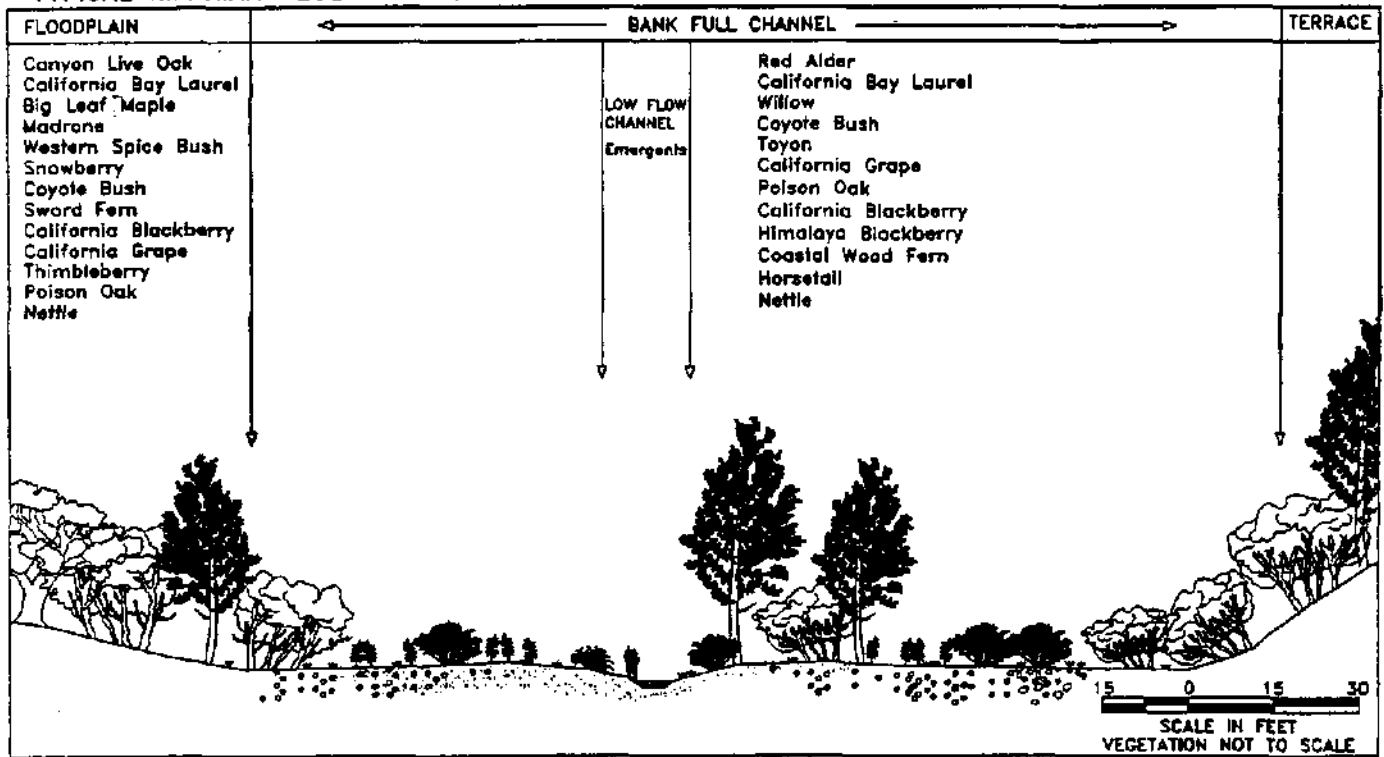 FLOODPLAIN
BANK FULL CHANNEL
TERRACE
Canyon Live Oak
California Bay Laurel
Big Leaf Maple
Madrone
Western Spice Bush
Snowberry
Coyote Bush
Sword Fern
California Blackberry
California Grape
Thimbleberry
Poison Oak
Nettle
LOW FLOW
CHANNEL
Emergents
Red Alder
California Bay Laurel
Willow
Coyote Bush
Toyon
California Grape
Poison Oak
California Blackberry
Himalaya Blackberry
Coastal Wood Fern
Horsetail
Nettle
15 0 15 30
SCALE IN FEET
VEGETATION NOT TO SCALE